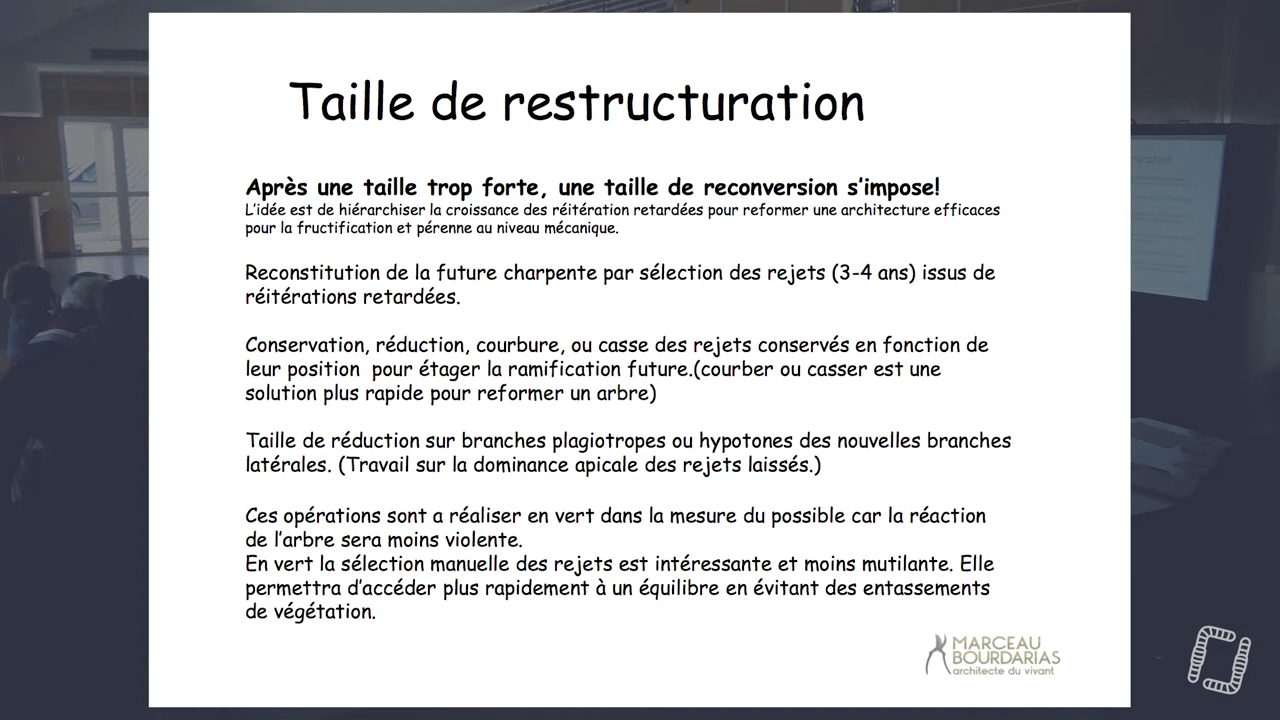 Taille de restructuration
Après une taille trop forte, une taille de reconversion s'impose!
L'idée est de hiérarchiser la croissance des réitération retardées pour reformer une architecture efficaces
pour la fructification et pérenne au niveau mécanique.
Reconstitution de la future charpente par sélection des rejets (3-4 ans) issus de
réitérations retardées.
Conservation, réduction, courbure, ou casse des rejets conservés en fonction de
leur position  pour étager la ramification future.(courber ou casser est une
solution plus rapide pour reformer un arbre)
Taille de réduction sur branches plagiotropes ou hypotones des nouvelles branches
latérales. (Travail sur la dominance apicale des rejets laissés.)
Ces opérations sont a réaliser en vert dans la mesure du possible car la réaction
de l'arbre sera moins violente.
En vert la sélection manuelle des rejets est intéressante et moins mutilante. Elle
permettra d'accéder plus rapidement à un équilibre en évitant des entassements
de végétation.
MARCEAU
BOURDARIAS
architecte du vivant